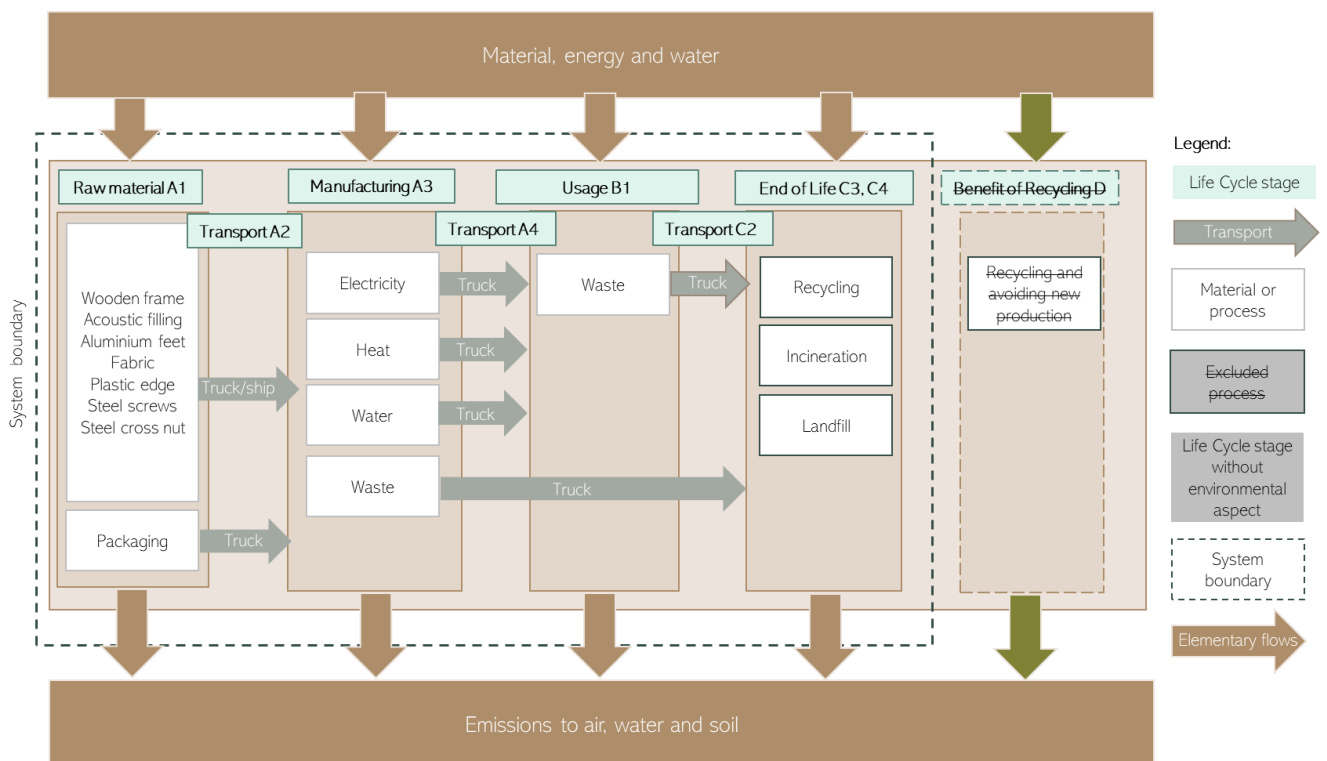 Material, energy and water
System boundary
Raw material A1
Transport A2
Manufacturing A3
Transport A4
Usage B1
Transport C2
End of Life C3, C4
Benefit of Recycling D
Wooden frame
Acoustic filling
Aluminium feet
Fabric
Plastic edge
Steel screws
Steel cross nut
Packaging
Truck/ship
Truck
Electricity
Heat
Water
Waste
Truck
Truck
Truck
Truck
Waste
Truck
Recycling
Incineration
Landfill
Recycling and
avoiding new
production
Emissions to air, water and soil
Legend:
Life Cycle stage
Transport
Material or
process
Excluded
process
Life Cycle stage
without
environmental
aspect
System
boundary
Elementary flows